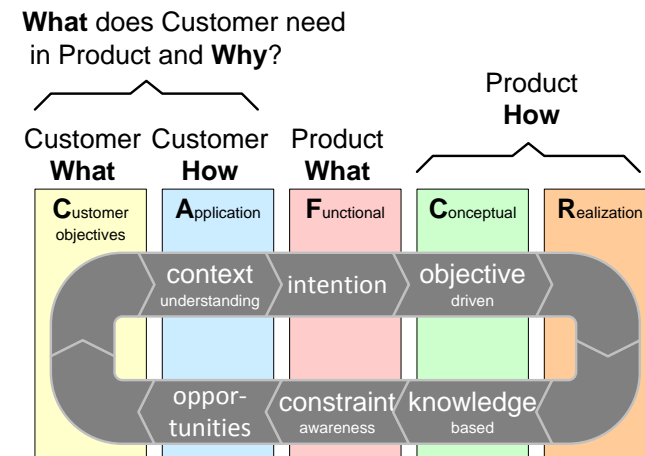 What does Customer need
in Product and Why?
Product
How
Customer Customer Product
What How What
Customer
objectives
Application
Functional
Conceptual
Realization
context
understanding
intention
objective
driven
oppor-
tunities
constraint
awareness
knowledge
based